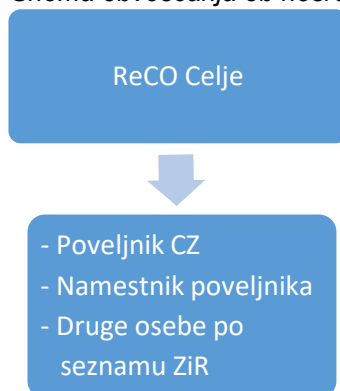 ReCO Celje
- Poveljnik CZ
- Namestnik poveljnika
- Druge osebe po
seznamu ZiR